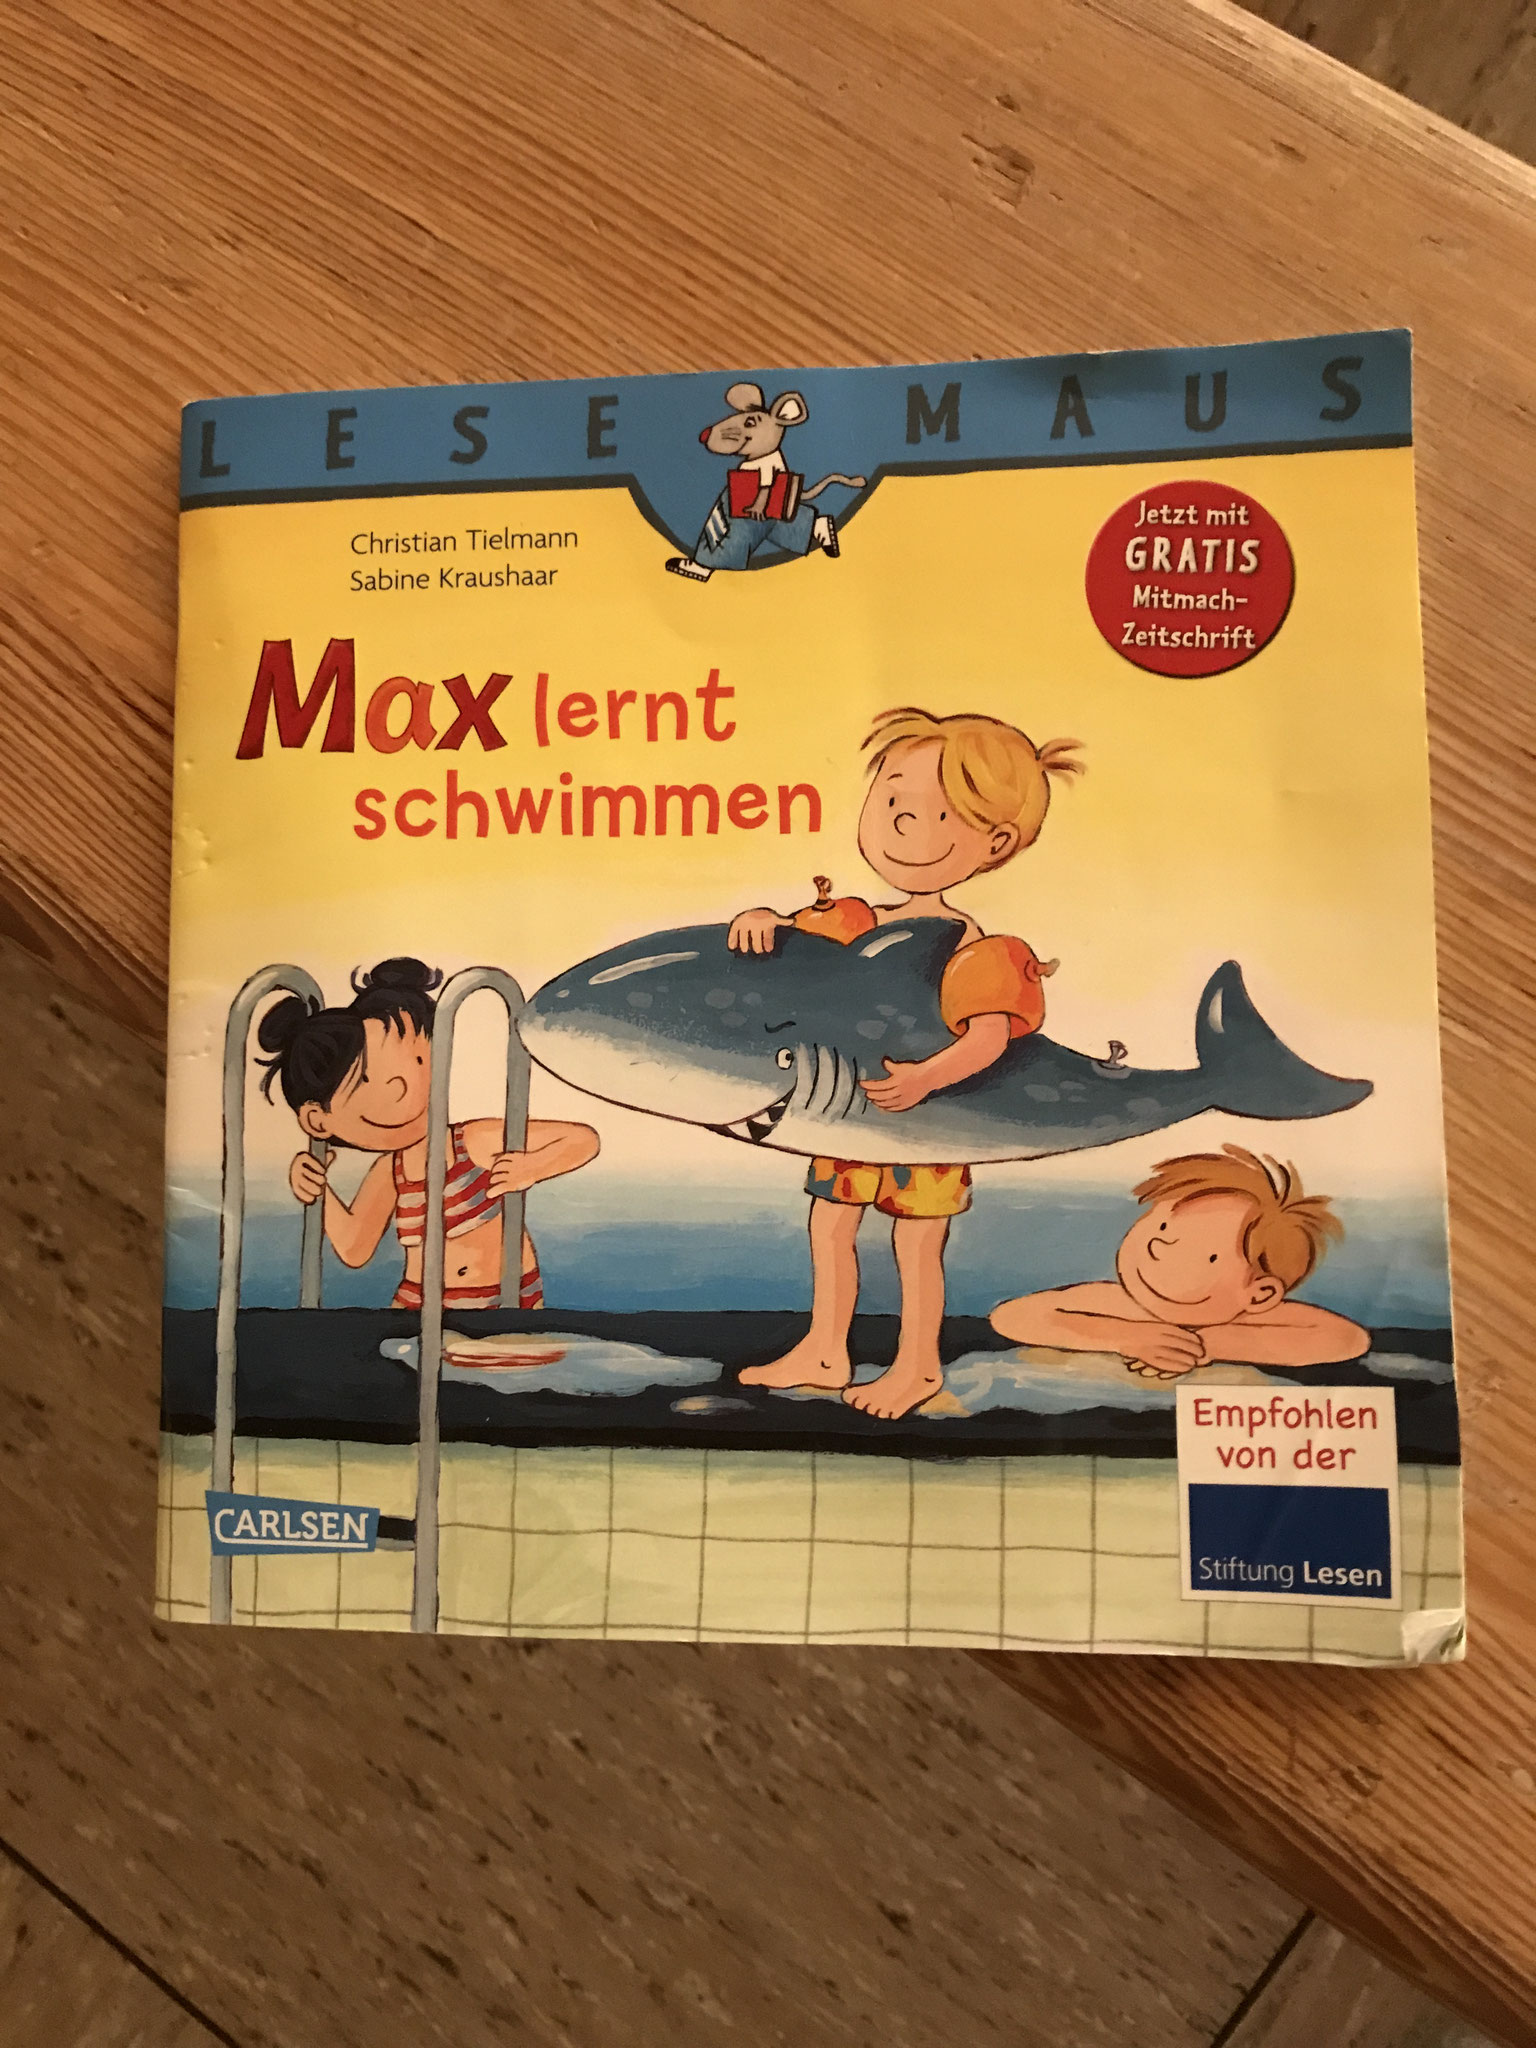 LESE MAUS
Christian Tielmann
Sabine Kraushaar
Jetzt mit
GRATIS
Mitmach-
Zeitschrift
Max lernt
schwimmen
Empfohlen
von der
Stiftung Lesen
CARLSEN